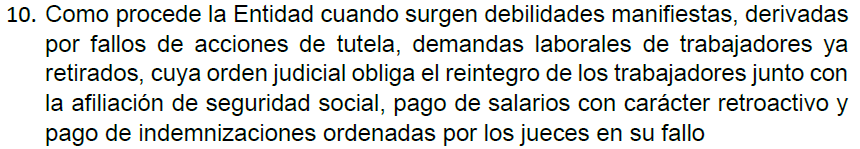 10. Como procede la Entidad cuando surgen debilidades manifiestas, derivadas
por fallos de acciones de tutela, demandas laborales de trabajadores ya
retirados, cuya orden judicial obliga el reintegro de los trabajadores junto con
la afiliación de seguridad social, pago de salarios con carácter retroactivo y
pago de indemnizaciones ordenadas por los jueces en su fallo